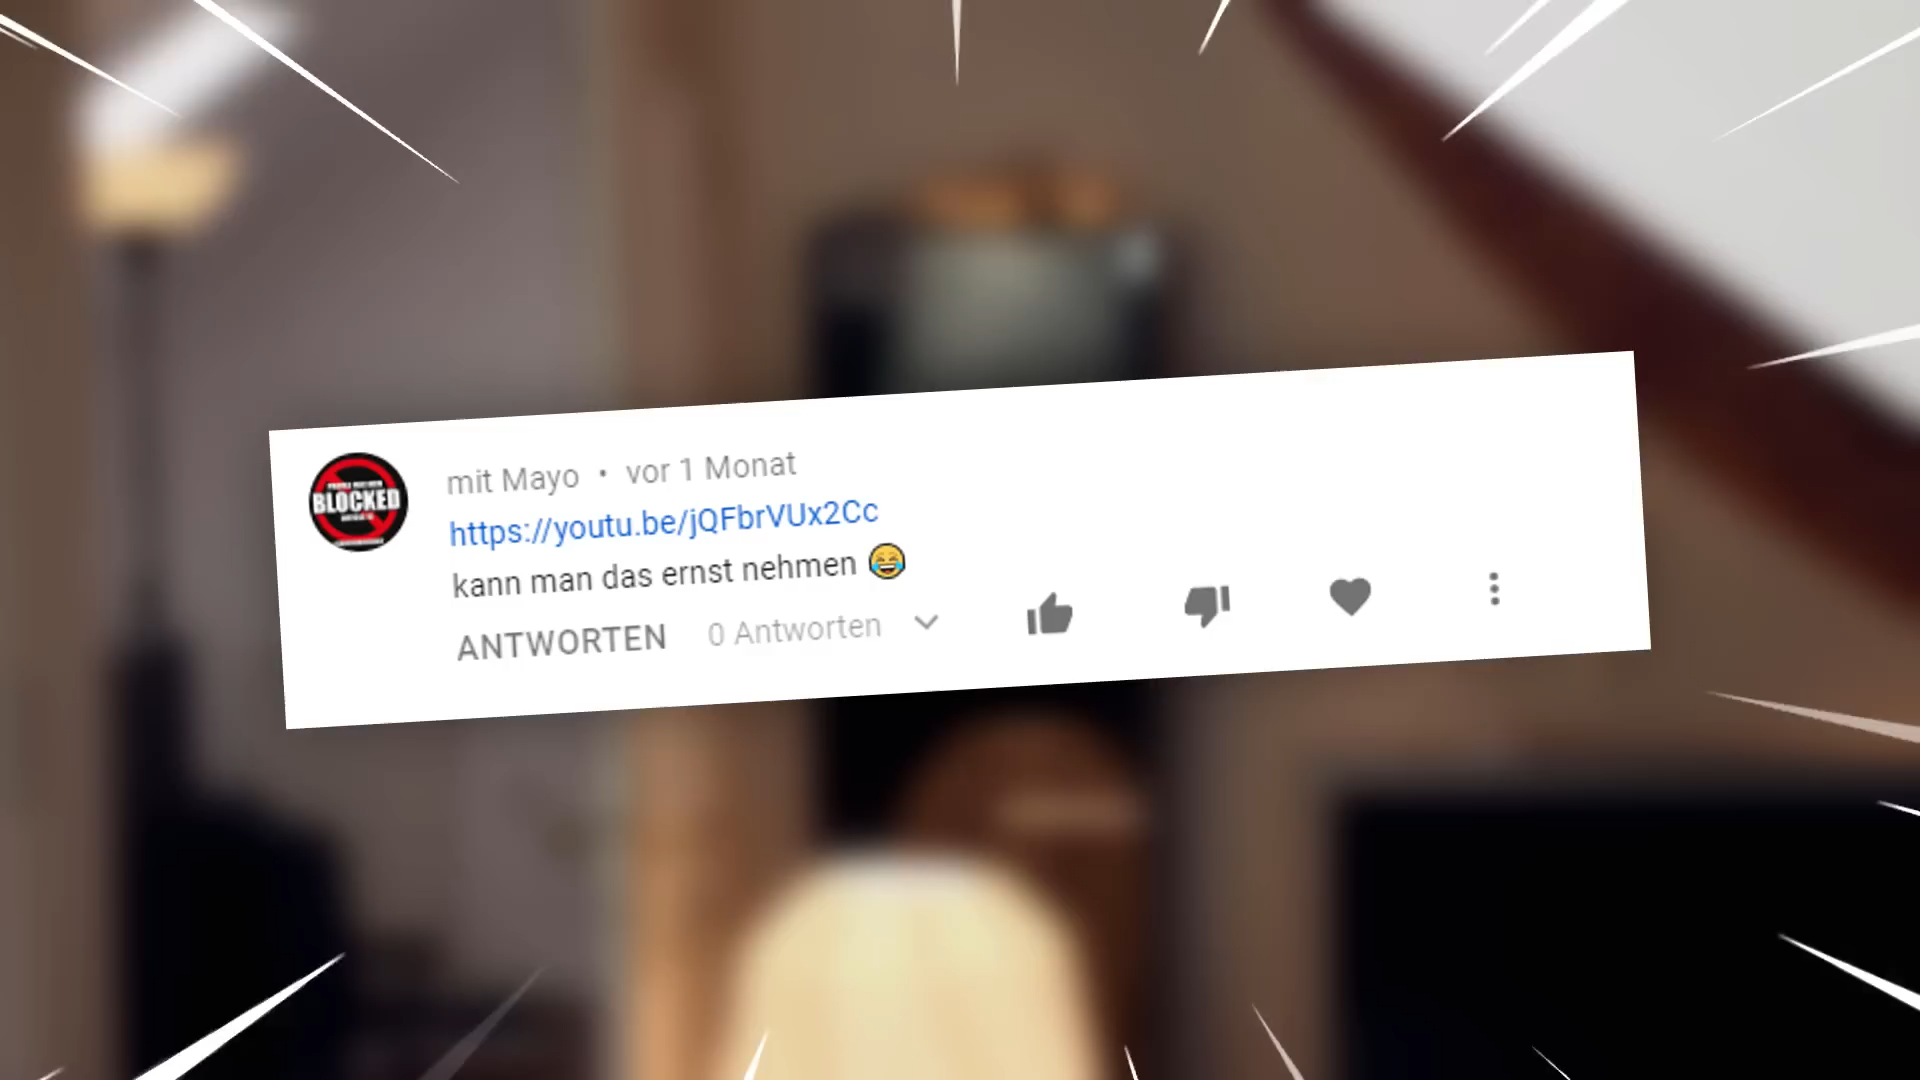 BLOCKED
mit Mayo • vor 1 Monat
https://youtu.be/jQFbrVUx2Cc
kann man das ernst nehmen 😂
ANTWORTEN 0 Antworten